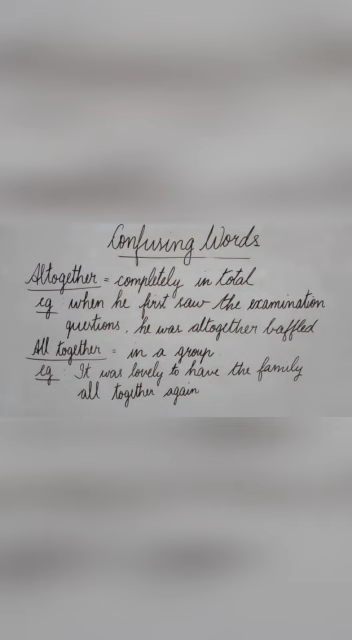 Confusing Words
Altogether = completely in total
eg when he first saw the examination
questions, he was altogether baffled
All together = in a group
eg : It was lovely to have the family
all together again